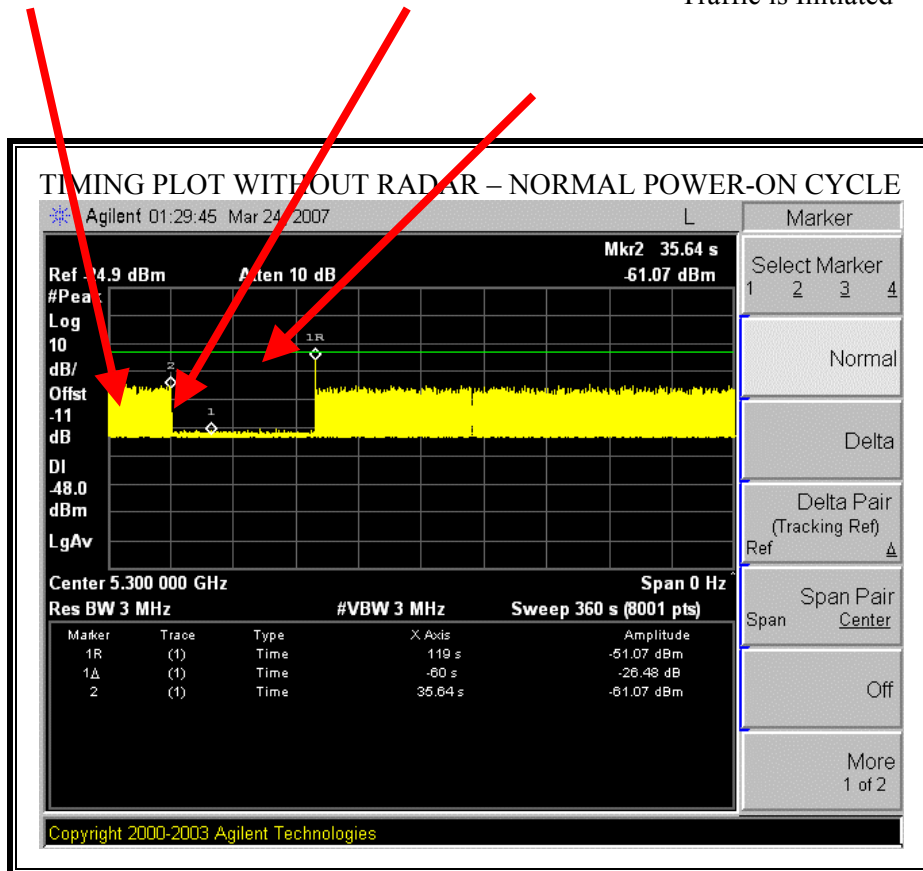 Traffic is Initiated
TIMING PLOT WITHOUT RADAR – NORMAL POWER-ON CYCLE
Agilent 01:29:45 Mar 24, 2007 L Marker
Mkr2 35.64 s
Ref -24.9 dBm Atten 10 dB -61.07 dBm
Select Marker
1 2 3 4
#Peak
Log
10
dB/
Offst
-11
dB
DI
-48.0
dBm
LgAv
1R
2
1
Normal
Delta
Delta Pair
(Tracking Ref)
Ref Δ
Center 5.300 000 GHz Span 0 Hz
Res BW 3 MHz #VBW 3 MHz Sweep 360 s (8001 pts)
Span Pair
Span Center
Marker Trace Type X Axis Amplitude
1R (1) Time 119 s -51.07 dBm
1Δ (1) Time -60 s -26.48 dB
2 (1) Time 35.64 s -61.07 dBm
Off
More
1 of 2
Copyright 2000-2003 Agilent Technologies